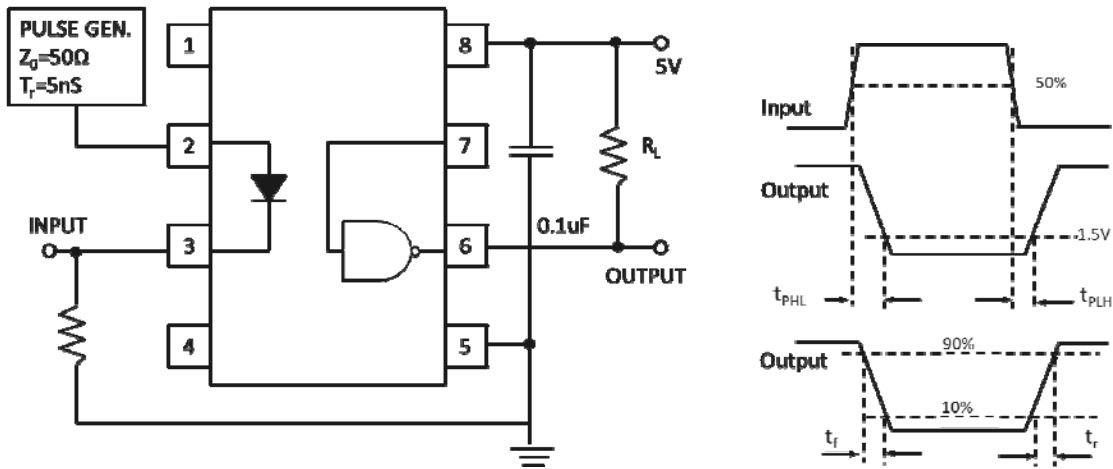 PULSE GEN.
Z0=50Ω
Tr=5nS
1
8
5V
2
7
RL
INPUT
3
6
0.1uF
OUTPUT
4
5
Input
50%
Output
1.5V
tPHL
tPLH
Output
90%
10%
tf
tr